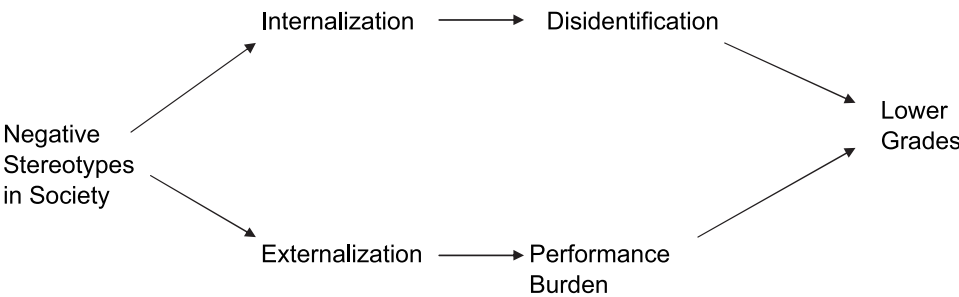 Internalization
Disidentification
Negative
Stereotypes
in Society
Lower
Grades
Externalization
Performance
Burden